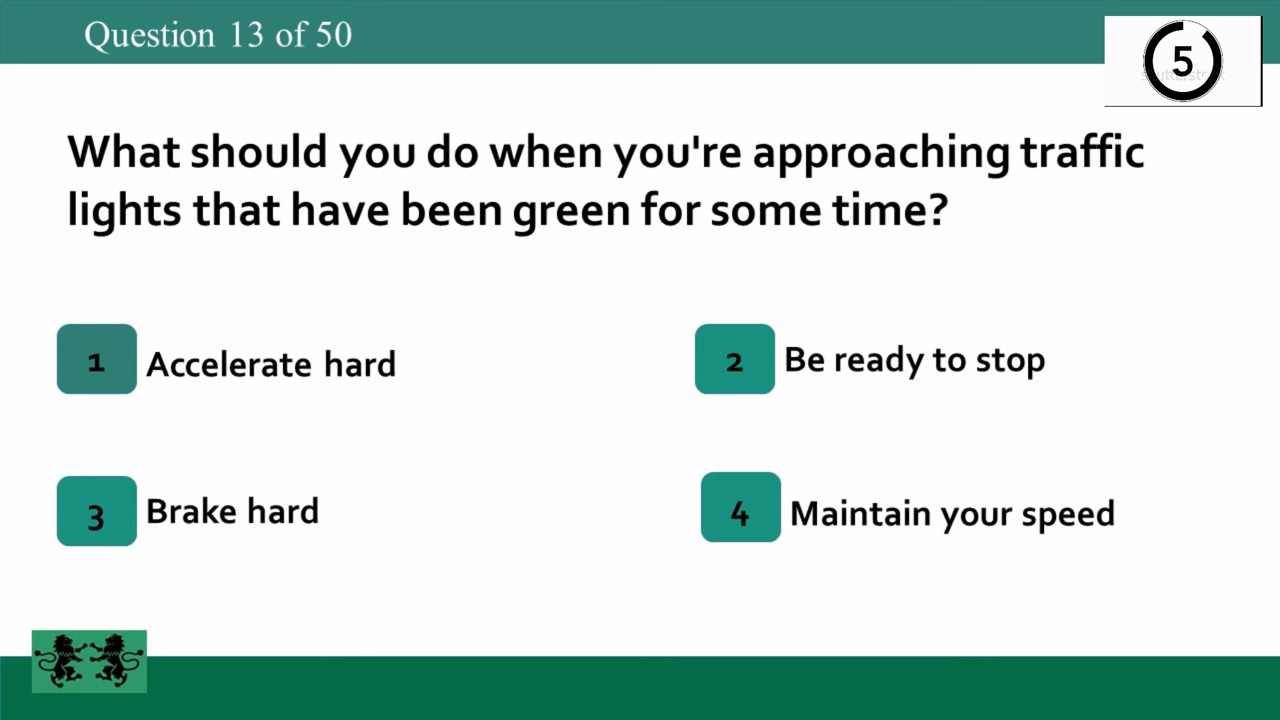 Question 13 of 50
5
What should you do when you're approaching traffic
lights that have been green for some time?
1 Accelerate hard
2 Be ready to stop
3 Brake hard
4 Maintain your speed